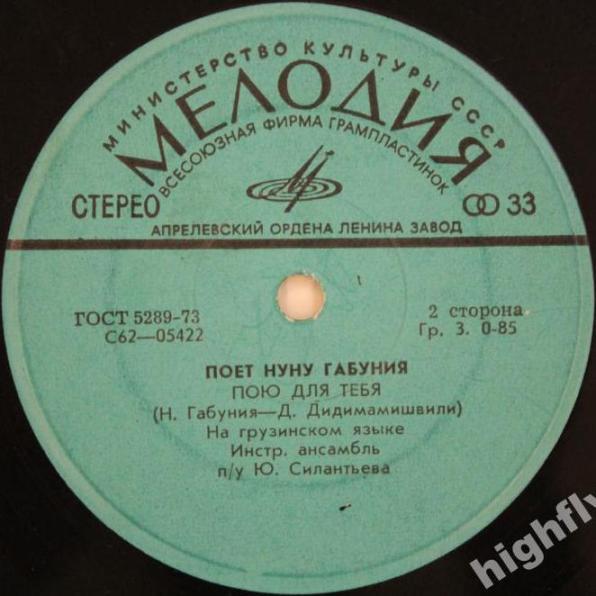 МИНИСТЕРСТВО КУЛЬТУРЫ СССР
МЕЛОДИЯ
ВСЕСОЮЗНАЯ ФИРМА ГРАМПЛАСТИНОК
СТЕРЕО
33
АПРЕЛЕВСКИЙ ОРДЕНА ЛЕНИНА ЗАВОД
ГОСТ 5289-73
С62—05422
2 сторона
Гр. 3. 0-85
ПОЕТ НУНУ ГАБУНИЯ
ПОЮ ДЛЯ ТЕБЯ
(Н. Габуния—Д. Дидимамишвили)
На грузинском языке
Инстр. ансамбль
п/у Ю. Силантьева
highfly